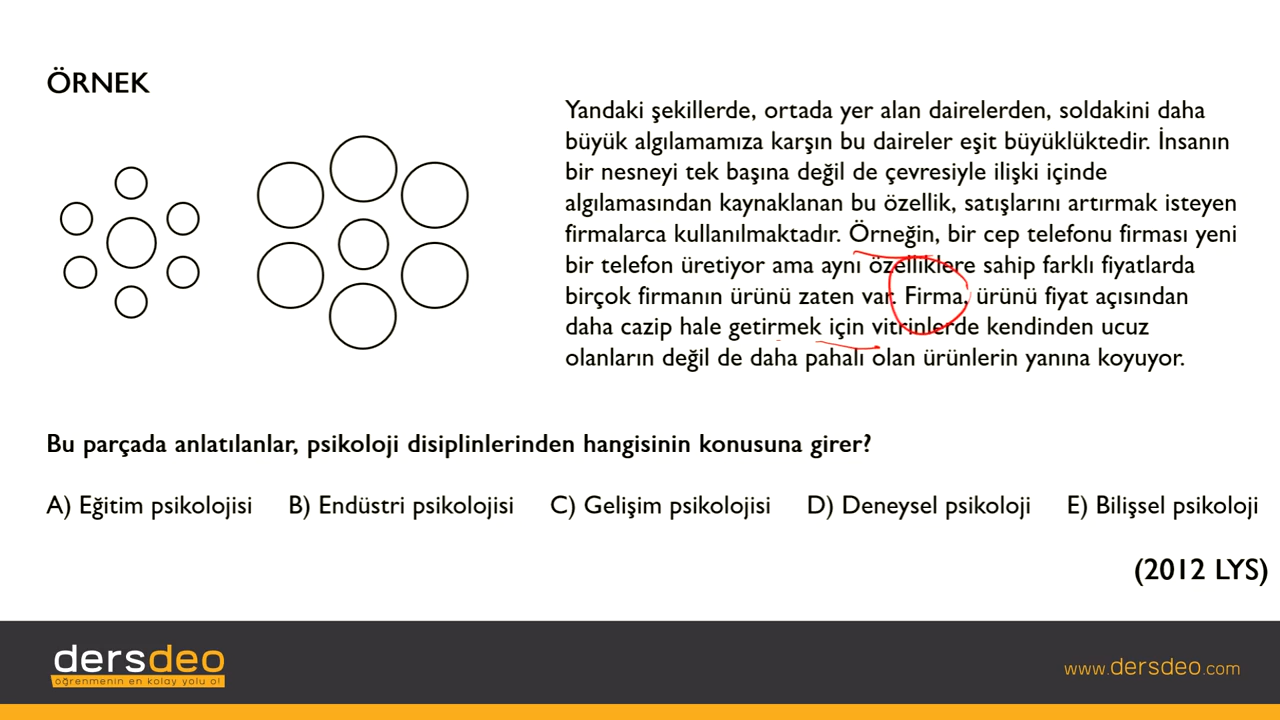 ÖRNEK
Yandaki şekillerde, ortada yer alan dairelerden, soldakini daha
büyük algılamamıza karşın bu daireler eşit büyüklüktedir. İnsanın
bir nesneyi tek başına değil de çevresiyle ilişki içinde
algılamasından kaynaklanan bu özellik, satışlarını artırmak isteyen
firmalarca kullanılmaktadır. Örneğin, bir cep telefonu firması yeni
bir telefon üretiyor ama aynı özelliklere sahip farklı fiyatlarda
birçok firmanın ürünü zaten var. Firma, ürünü fiyat açısından
daha cazip hale getirmek için vitrinlerde kendinden ucuz
olanların değil de daha pahalı olan ürünlerin yanına koyuyor.
Bu parçada anlatılanlar, psikoloji disiplinlerinden hangisinin konusuna girer?
A) Eğitim psikolojisi B) Endüstri psikolojisi C) Gelişim psikolojisi D) Deneysel psikoloji E) Bilişsel psikoloji
(2012 LYS)
dersdeo
öğrenmenin en kolay yolu o!
www.dersdeo.com